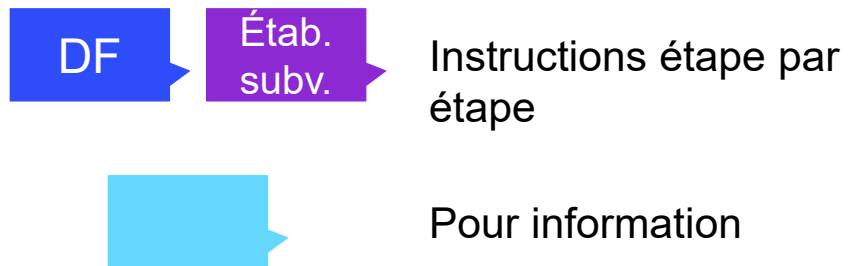 DF
Étab.
subv.
Instructions étape par
étape
Pour information